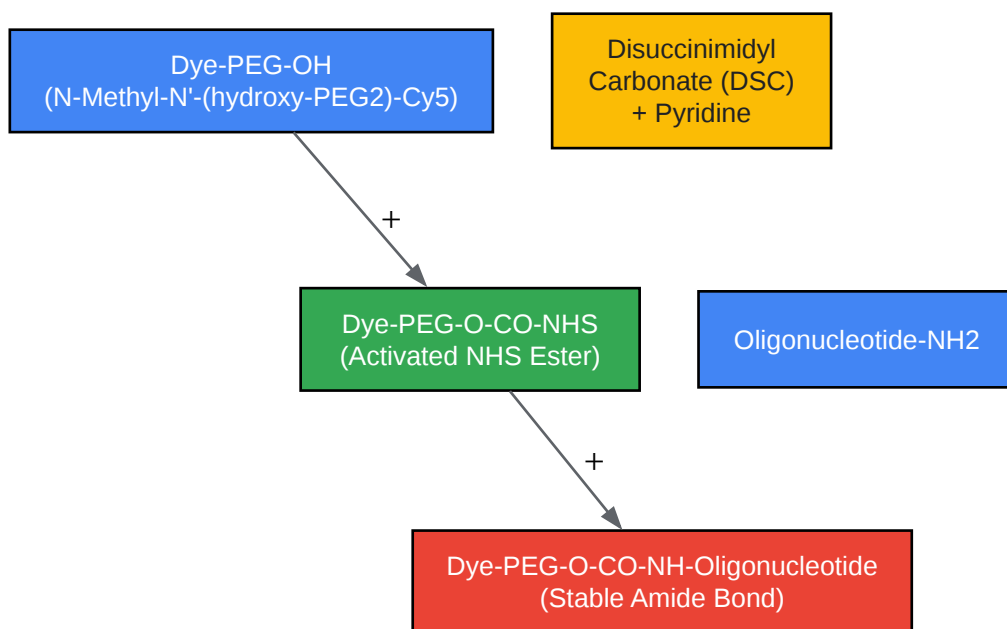 Dye-PEG-OH
(N-Methyl-N'-(hydroxy-PEG2)-Cy5)
Disuccinimidyl
Carbonate (DSC)
+ Pyridine
+
Dye-PEG-O-CO-NHS
(Activated NHS Ester)
Oligonucleotide-NH2
+
Dye-PEG-O-CO-NH-Oligonucleotide
(Stable Amide Bond)